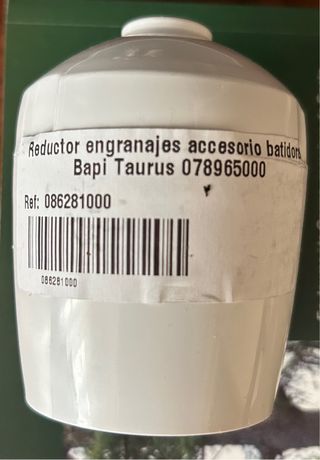 Reductor engranajes accesorio batidora
Bapi Taurus 078965000
Ref: 086281000
086281000